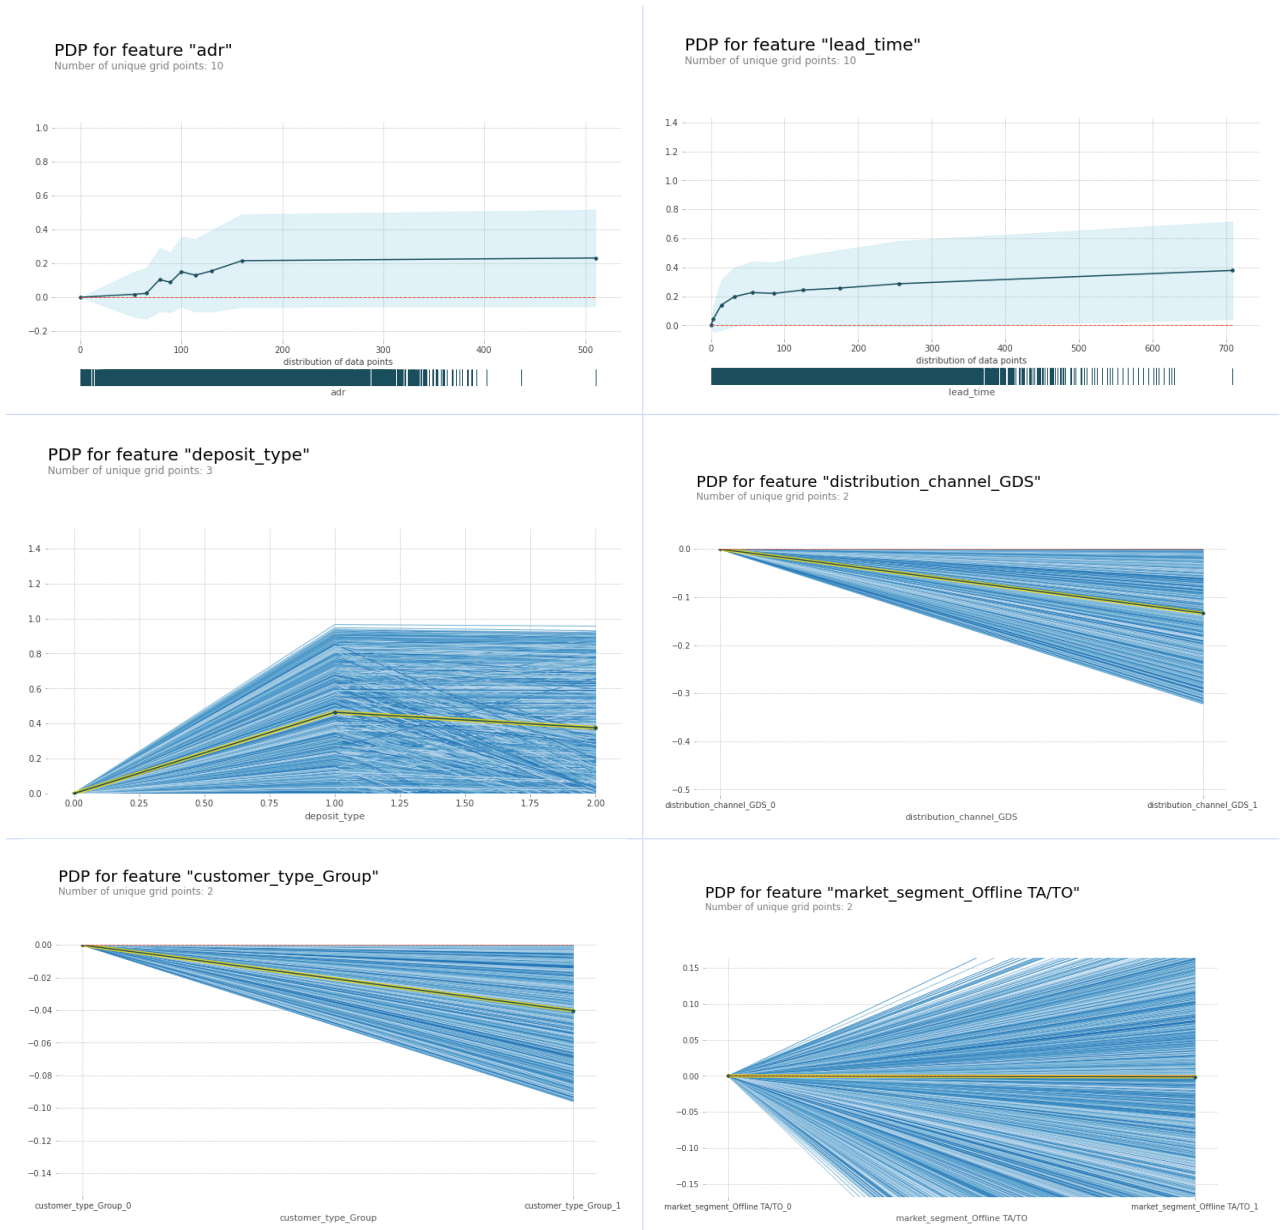 PDP for feature "adr"
Number of unique grid points: 10
1.0
0.8
0.6
0.4
0.2
0.0
−0.2
0 100 200 300 400 500
distribution of data points
adr
PDP for feature "lead_time"
Number of unique grid points: 10
1.4
1.2
1.0
0.8
0.6
0.4
0.2
0.0
0 100 200 300 400 500 600 700
distribution of data points
lead_time
PDP for feature "deposit_type"
Number of unique grid points: 3
1.4
1.2
1.0
0.8
0.6
0.4
0.2
0.0
0.00 0.25 0.50 0.75 1.00 1.25 1.50 1.75 2.00
deposit_type
PDP for feature "distribution_channel_GDS"
Number of unique grid points: 2
0.0
−0.1
−0.2
−0.3
−0.4
−0.5
distribution_channel_GDS_0 distribution_channel_GDS_1
distribution_channel_GDS
PDP for feature "customer_type_Group"
Number of unique grid points: 2
0.00
−0.02
−0.04
−0.06
−0.08
−0.10
−0.12
−0.14
customer_type_Group_0 customer_type_Group_1
customer_type_Group
PDP for feature "market_segment_Offline TA/TO"
Number of unique grid points: 2
0.15
0.10
0.05
0.00
−0.05
−0.10
−0.15
market_segment_Offline TA/TO_0 market_segment_Offline TA/TO_1
market_segment_Offline TA/TO